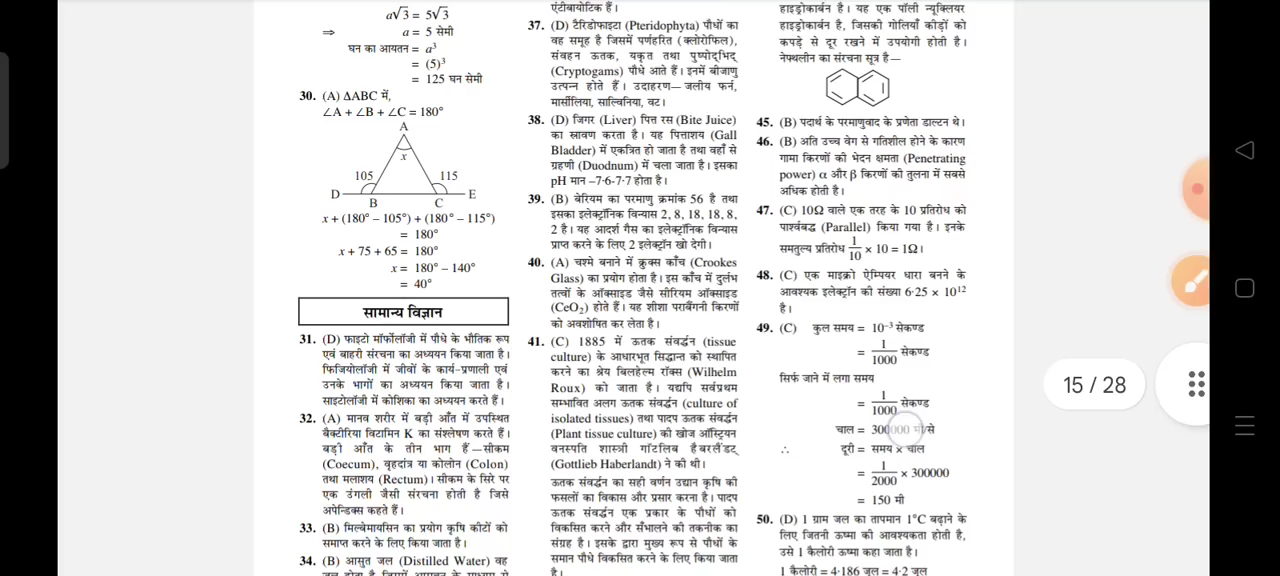 a√3 = 5√3
⇒ a = 5 सेमी
घन का आयतन = a³
= (5)³
= 125 घन सेमी
30. (A) ΔABC में,
∠A + ∠B + ∠C = 180°
A
x
105 115
D B C E
x + (180° – 105°) + (180° – 115°)
= 180°
x + 75 + 65 = 180°
x = 180° – 140°
= 40°
सामान्य विज्ञान
31. (D) फाइटो मॉर्फोलॉजी में पौधे के भौतिक रूप
एवं बाहरी संरचना का अध्ययन किया जाता है।
फिजियोलॉजी में जीवों के कार्य-प्रणाली एवं
उनके भागों का अध्ययन किया जाता है।
साइटोलॉजी में कोशिका का अध्ययन करते हैं।
32. (A) मानव शरीर में बड़ी आँत में उपस्थित
बैक्टीरिया विटामिन K का संश्लेषण करते हैं।
बड़ी आँत के तीन भाग हैं—सीकम
(Coecum), वृहदांत्र या कोलोन (Colon)
तथा मलाशय (Rectum)। सीकम के सिरे पर
एक उंगली जैसी संरचना होती है जिसे
अपेन्डिक्स कहते हैं।
33. (B) मिल्बेमायसिन का प्रयोग कृषि कीटों को
समाप्त करने के लिए किया जाता है।
34. (B) आसुत जल (Distilled Water) वह
एंटीबायोटिक हैं।
37. (D) टैरिडोफाइटा (Pteridophyta) पौधों का
वह समूह है जिसमें पर्णहरित (क्लोरोफिल),
संवहन ऊतक, यकृत तथा पुष्पोद्भिद्
(Cryptogams) पौधे आते हैं। इनमें बीजाणु
उत्पन्न होते हैं। उदाहरण—जलीय फर्न,
मार्सीलिया, साल्विनिया, वट।
38. (D) जिगर (Liver) पित्त रस (Bite Juice)
का स्रावण करता है। यह पित्ताशय (Gall
Bladder) में एकत्रित हो जाता है तथा वहाँ से
ग्रहणी (Duodnum) में चला जाता है। इसका
pH मान –7·6-7·7 होता है।
39. (B) बेरियम का परमाणु क्रमांक 56 है तथा
इसका इलेक्ट्रॉनिक विन्यास 2, 8, 18, 18, 8,
2 है। यह आदर्श गैस का इलेक्ट्रॉनिक विन्यास
प्राप्त करने के लिए 2 इलेक्ट्रॉन खो देगी।
40. (A) चश्मे बनाने में क्रुक्स काँच (Crookes
Glass) का प्रयोग होता है। इस काँच में दुर्लभ
तत्वों के ऑक्साइड जैसे सीरियम ऑक्साइड
(CeO₂) होते हैं। यह शीशा पराबैंगनी किरणों
को अवशोषित कर लेता है।
41. (C) 1885 में ऊतक संवर्द्धन (tissue
culture) के आधारभूत सिद्धान्त को स्थापित
करने का श्रेय बिलहेल्म रॉक्स (Wilhelm
Roux) को जाता है। यद्यपि सर्वप्रथम
सम्भावित अलग ऊतक संवर्द्धन (culture of
isolated tissues) तथा पादप ऊतक संवर्द्धन
(Plant tissue culture) की खोज ऑस्ट्रियन
वनस्पति शास्त्री गॉटलिब हैबरलैंडट्
(Gottlieb Haberlandt) ने की थी।
ऊतक संवर्द्धन का सही वर्णन उद्यान कृषि की
फसलों का विकास और प्रसार करना है। पादप
ऊतक संवर्द्धन एक प्रकार के पौधों को
विकसित करने और सँभालने की तकनीक का
संग्रह है। इसके द्वारा मुख्य रूप से पौधों के
समान पौधे विकसित करने के लिए किया जाता
है।
हाइड्रोकार्बन है। यह एक पॉली न्यूक्लियर
हाइड्रोकार्बन है, जिसकी गोलियाँ कीड़ों को
कपड़े से दूर रखने में उपयोगी होती है।
नेफ्थलीन का संरचना सूत्र है—
45. (B) पदार्थ के परमाणुवाद के प्रणेता डाल्टन थे।
46. (B) अति उच्च वेग से गतिशील होने के कारण
गामा किरणों की भेदन क्षमता (Penetrating
power) α और β किरणों की तुलना में सबसे
अधिक होती है।
47. (C) 10Ω वाले एक तरह के 10 प्रतिरोध को
पार्श्वबद्ध (Parallel) किया गया है। इनके
समतुल्य प्रतिरोध 1/10 × 10 = 1Ω।
48. (C) एक माइक्रो ऐम्पियर धारा बनने के
आवश्यक इलेक्ट्रॉन की संख्या 6·25 × 10¹²
है।
49. (C) कुल समय = 10⁻³ सेकण्ड
= 1/1000 सेकण्ड
सिर्फ जाने में लगा समय
= 1/1000 सेकण्ड
चाल = 300000 मी/से
∴ दूरी = समय × चाल
= 1/2000 × 300000
= 150 मी
50. (D) 1 ग्राम जल का तापमान 1°C बढ़ाने के
लिए जितनी ऊष्मा की आवश्यकता होती है,
उसे 1 कैलोरी ऊष्मा कहा जाता है।
1 कैलोरी = 4·186 जूल = 4·2 जूल
15 / 28